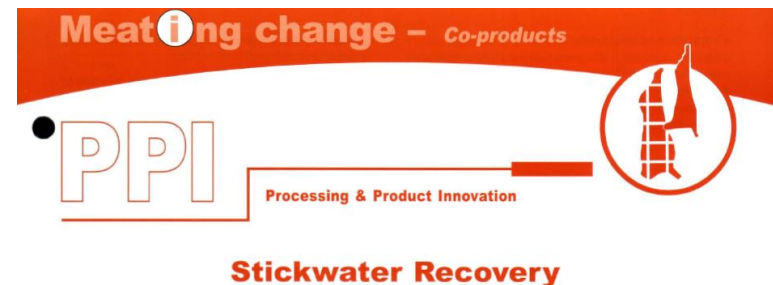 Meating change – Co-products
PPI
Processing & Product Innovation
Stickwater Recovery